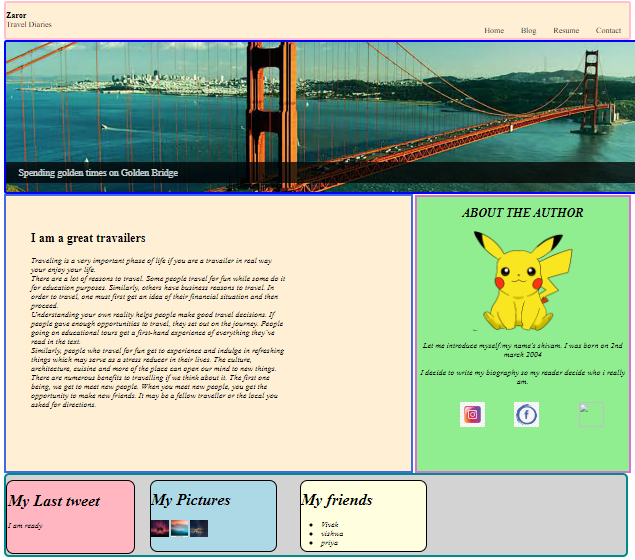 Zaror
Travel Diaries
Home Blog Resume Contact
Spending golden times on Golden Bridge
I am a great travailers
Traveling is a very important phase of life if you are a travailer in real way
your enjoy your life.
There are a lot of reasons to travel. Some people travel for fun while some do it
for education purposes. Similarly, others have business reasons to travel. In
order to travel, one must first get an idea of their financial situation and then
proceed.
Understanding your own reality helps people make good travel decisions. If
people gave enough opportunities to travel, they set out on the journey. People
going on educational tours get a first-hand experience of everything they've
read in the text.
Similarly, people who travel for fun get to experience and indulge in refreshing
things which may serve as a stress reducer in their lives. The culture,
architecture, cuisine and more of the place can open our mind to new things.
There are numerous benefits to travelling if we think about it. The first one
being, we get to meet new people. When you meet new people, you get the
opportunity to make new friends. It may be a fellow traveller or the local you
asked for directions.
ABOUT THE AUTHOR
Let me introduce myself:my name's shivam. I was born on 2nd
march 2004
I decide to write my biography so my reader decide who i really
am.
My Last tweet
I am ready
My Pictures
My friends
Vivek
vishwa
priya